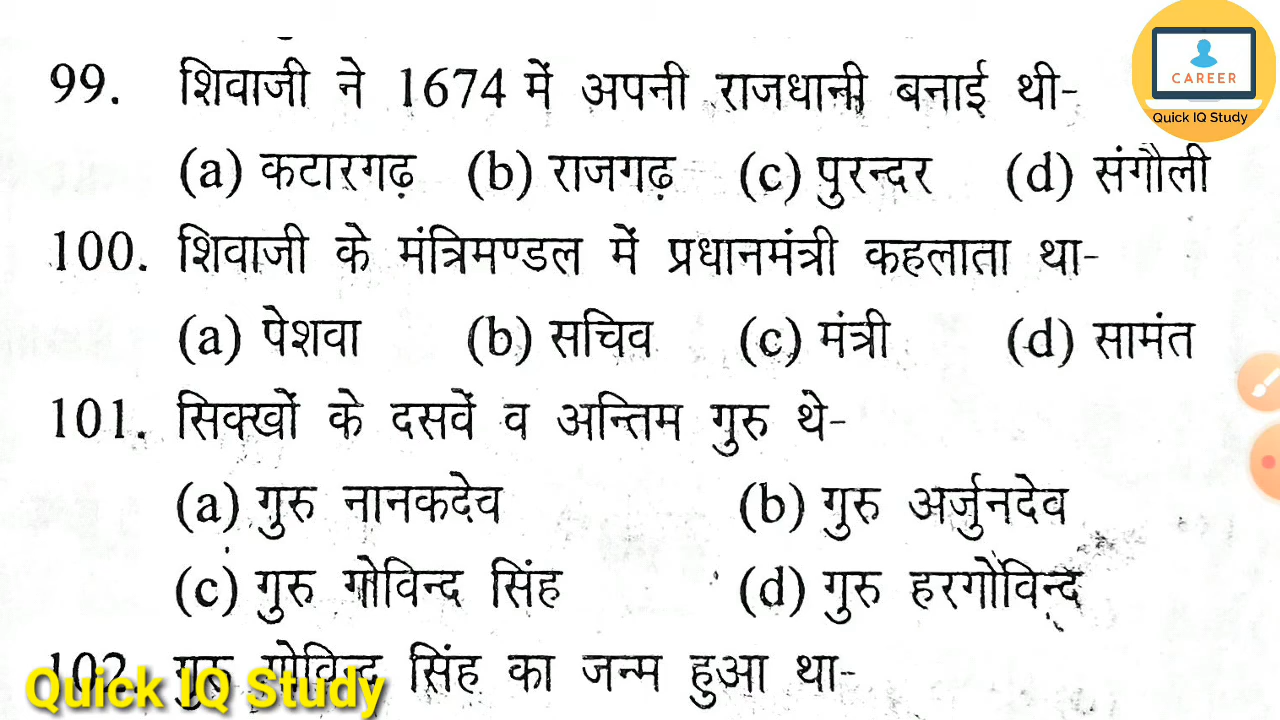 CAREER
Quick IQ Study
99. शिवाजी ने 1674 में अपनी राजधानी बनाई थी-
(a) कटारगढ़ (b) राजगढ़ (c) पुरन्दर (d) संगौली
100. शिवाजी के मंत्रिमण्डल में प्रधानमंत्री कहलाता था-
(a) पेशवा (b) सचिव (c) मंत्री (d) सामंत
101. सिक्खों के दसवें व अन्तिम गुरु थे-
(a) गुरु नानकदेव (b) गुरु अर्जुनदेव
(c) गुरु गोविन्द सिंह (d) गुरु हरगोविन्द
102. गुरु गोविन्द सिंह का जन्म हुआ था-
Quick IQ Study